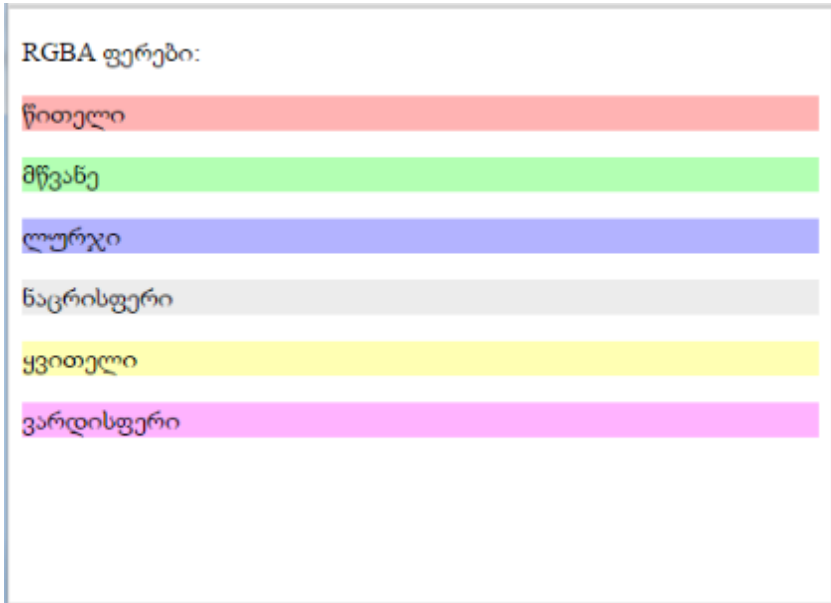 RGBA ფერები:
წითელი
მწვანე
ლურჯი
ნაცრისფერი
ყვითელი
ვარდისფერი